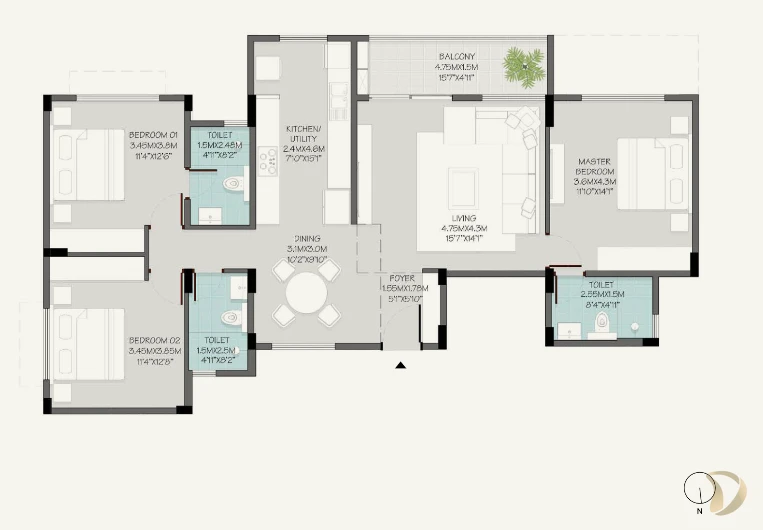 BALCONY
4.75MX1.5M
15'7"X4'11"
BEDROOM 01
3.45MX3.8M
11'4"X12'6"
TOILET
1.5MX2.48M
4'11"X8'2"
KITCHEN/
UTILITY
2.4MX4.6M
7'10"X15'1"
MASTER
BEDROOM
3.6MX4.3M
11'10"X14'1"
LIVING
4.75MX4.3M
15'7"X14'1"
DINING
3.1MX3.0M
10'2"X9'10"
FOYER
1.55MX1.78M
5'1"X5'10"
TOILET
2.55MX1.5M
8'4"X4'11"
BEDROOM 02
3.45MX3.85M
11'4"X12'8"
TOILET
1.5MX2.5M
4'11"X8'2"
N